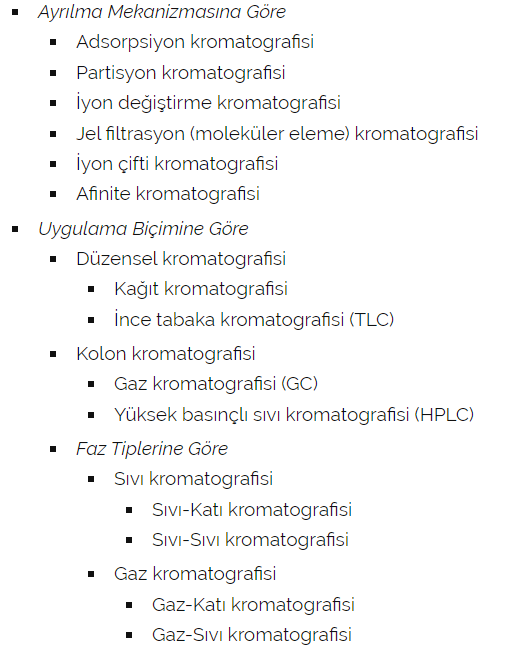 Ayrılma Mekanizmasına Göre
Adsorpsiyon kromatografisi
Partisyon kromatografisi
İyon değiştirme kromatografisi
Jel filtrasyon (moleküler eleme) kromatografisi
İyon çifti kromatografisi
Afinite kromatografisi
Uygulama Biçimine Göre
Düzensel kromatografisi
Kağıt kromatografisi
İnce tabaka kromatografisi (TLC)
Kolon kromatografisi
Gaz kromatografisi (GC)
Yüksek basınçlı sıvı kromatografisi (HPLC)
Faz Tiplerine Göre
Sıvı kromatografisi
Sıvı-Katı kromatografisi
Sıvı-Sıvı kromatografisi
Gaz kromatografisi
Gaz-Katı kromatografisi
Gaz-Sıvı kromatografisi